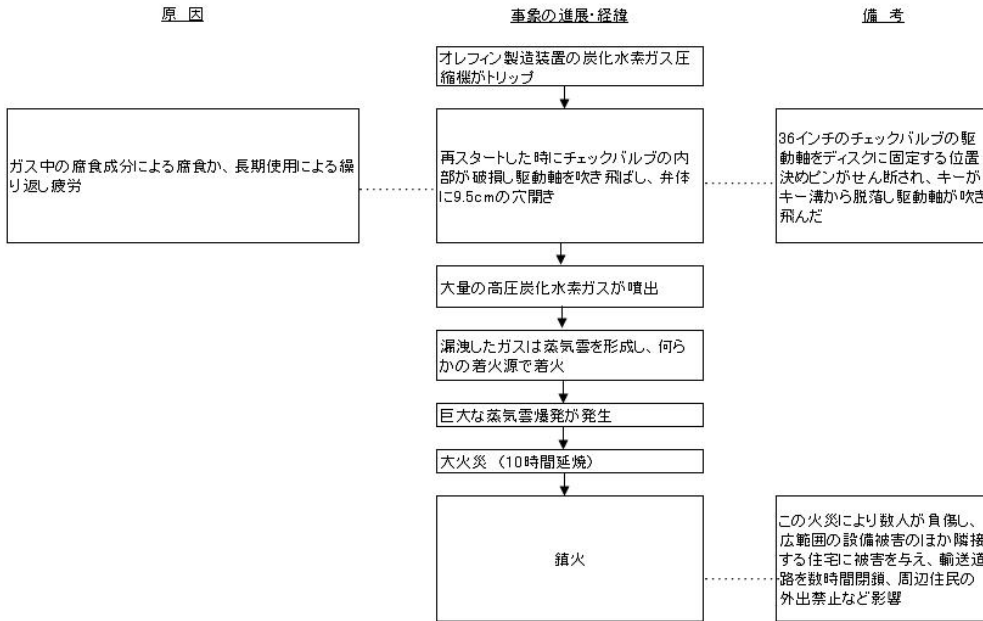 原 因
事象の進展・経緯
備 考
オレフィン製造装置の炭化水素ガス圧
縮機がトリップ
ガス中の腐食成分による腐食か、長期使用による繰
り返し疲労
再スタートした時にチェックバルブの内
部が破損し駆動軸を吹き飛ばし、弁体
に9.5cmの穴開き
36インチのチェックバルブの駆
動軸をディスクに固定する位置
決めピンがせん断され、キーが
キー溝から脱落し駆動軸が吹き
飛んだ
大量の高圧炭化水素ガスが噴出
漏洩したガスは蒸気雲を形成し、何ら
かの着火源で着火
巨大な蒸気雲爆発が発生
大火災 (10時間延焼)
鎮火
この火災により数人が負傷し、
広範囲の設備被害のほか隣接
する住宅に被害を与え、輸送道
路を数時間閉鎖、周辺住民の
外出禁止など影響